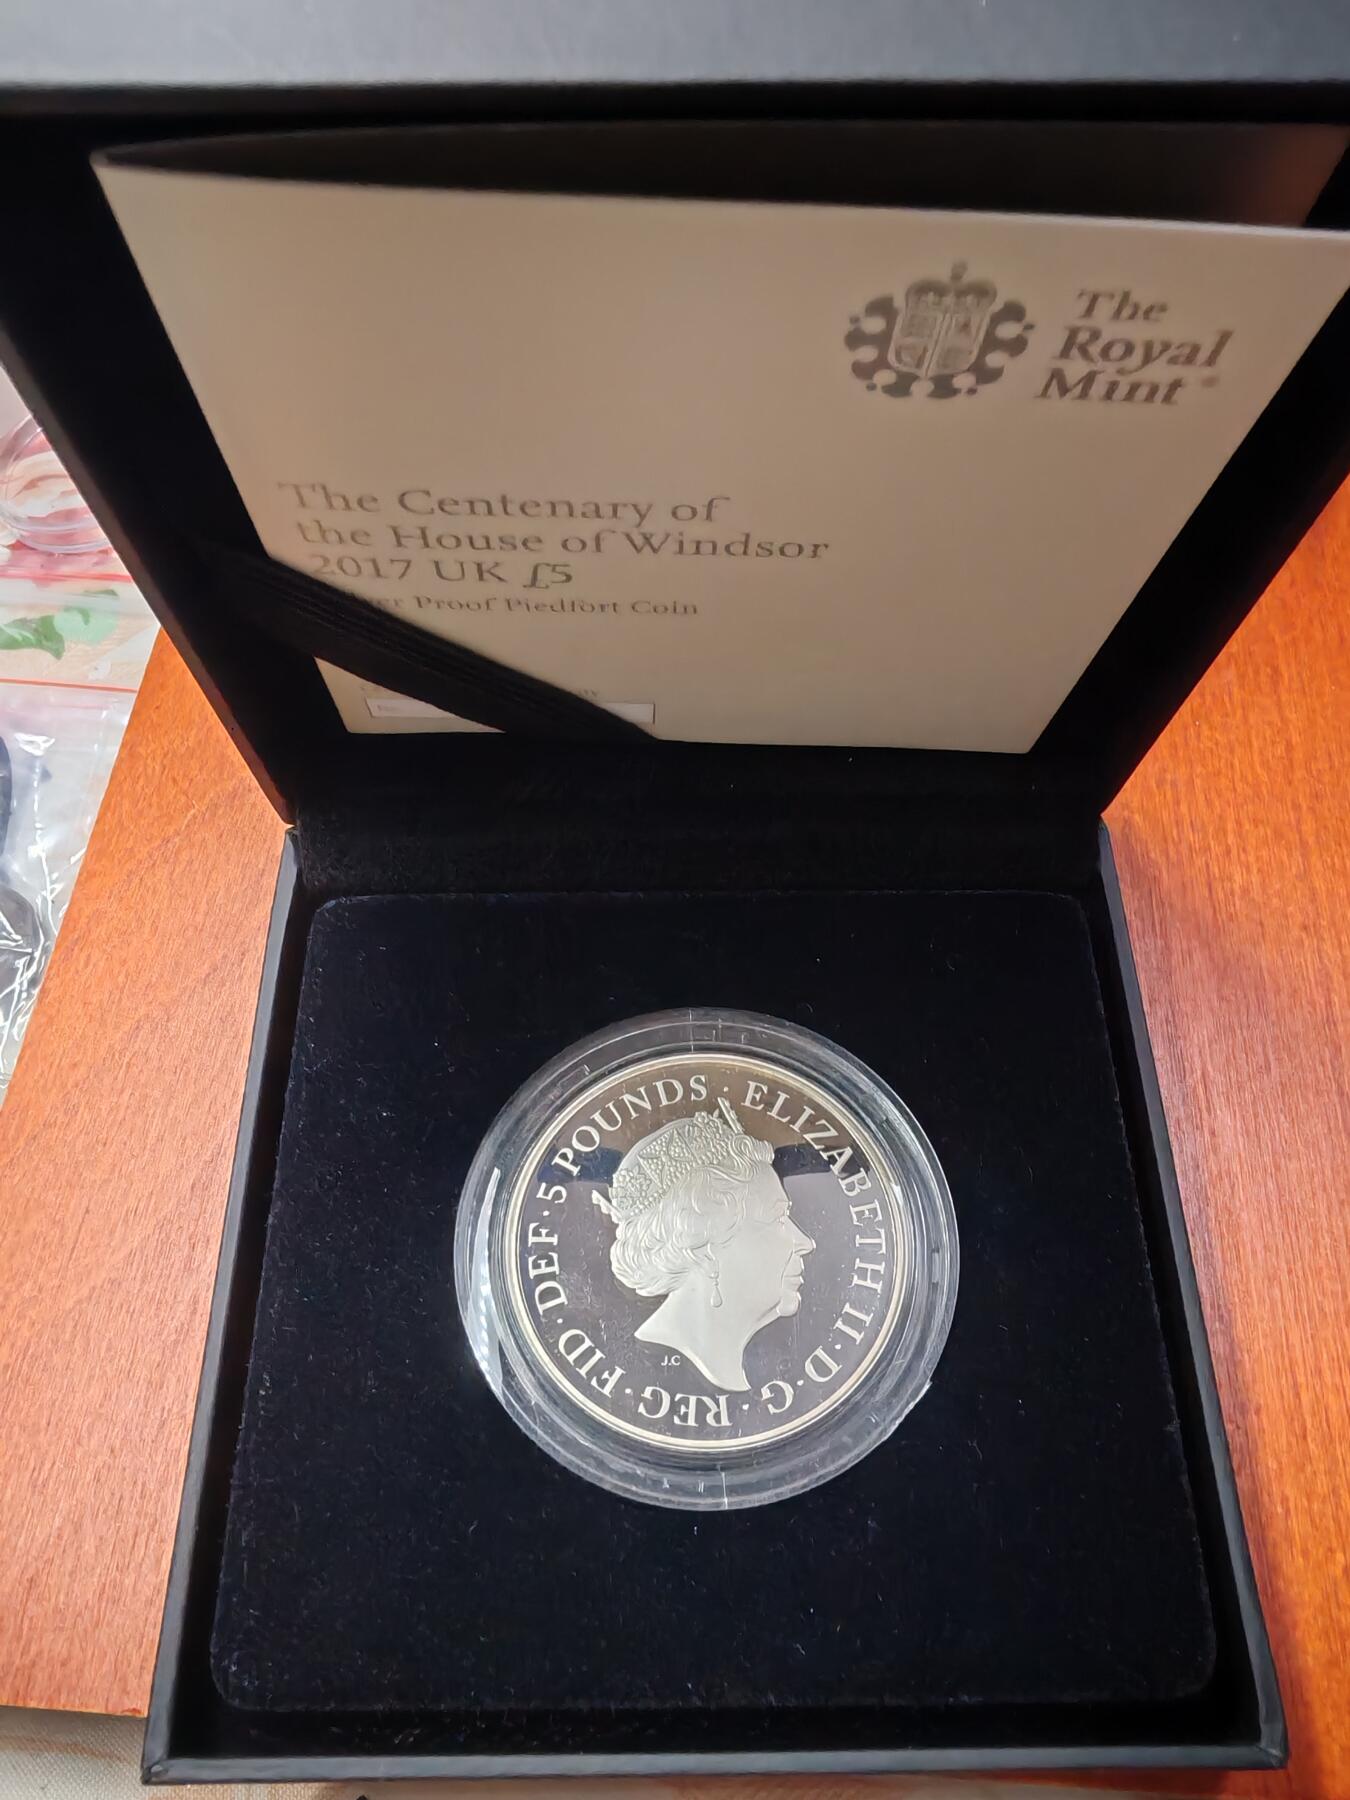 The
Royal
Mint
The Centenary of
the House of Windsor
2017 UK £5
Proof Piedfort Coin
ELIZABETH II · D · G · REG · FID · DEF · 5 POUNDS ·
J.C